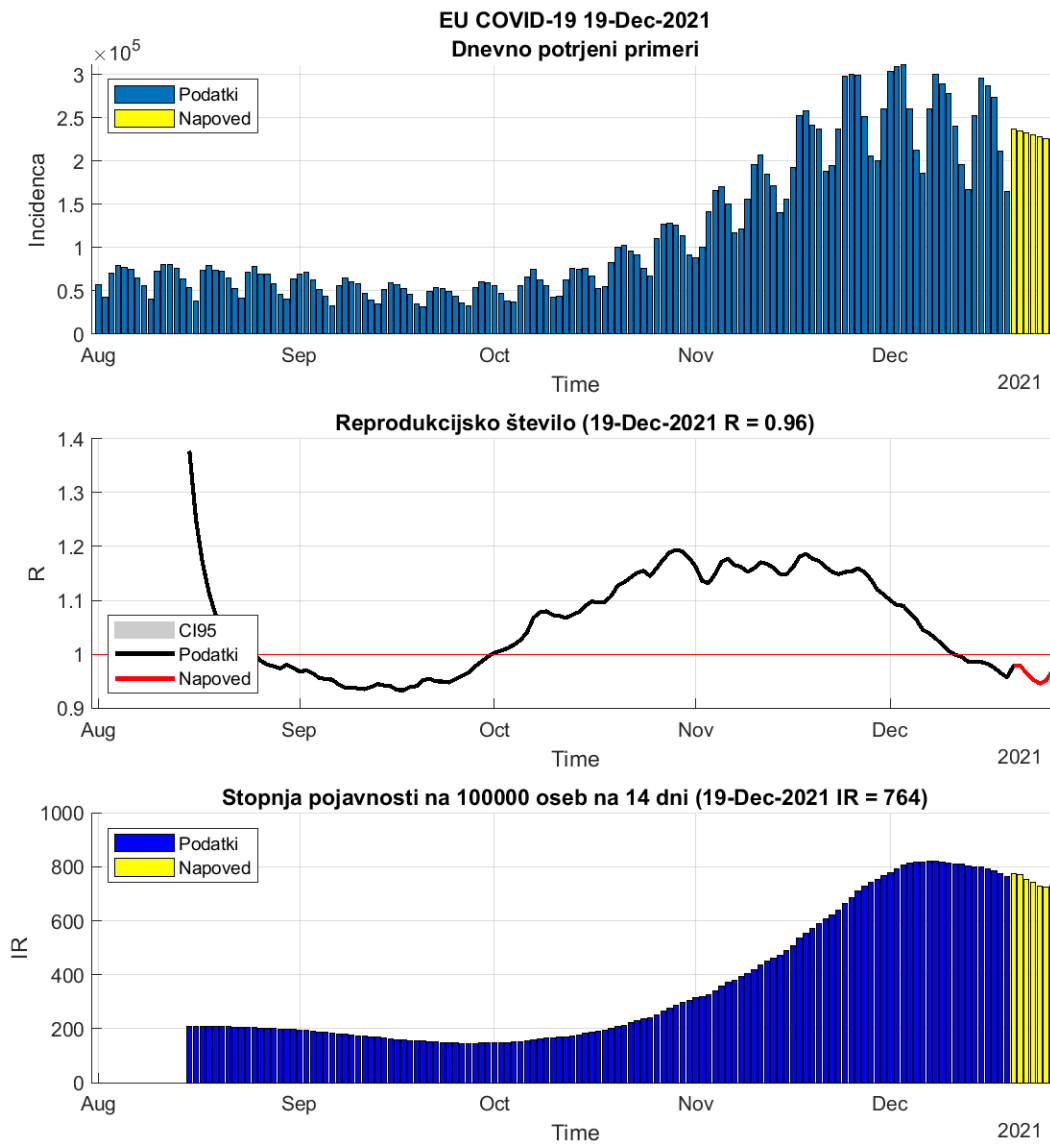 EU COVID-19 19-Dec-2021
Dnevno potrjeni primeri
×10^5
3
2.5
2
1.5
1
0.5
0
Incidenca
Podatki
Napoved
Aug Sep Oct Nov Dec
Time
2021
Reprodukcijsko število (19-Dec-2021 R = 0.96)
1.4
1.3
1.2
1.1
1
0.9
R
CI95
Podatki
Napoved
Aug Sep Oct Nov Dec
Time
2021
Stopnja pojavnosti na 100000 oseb na 14 dni (19-Dec-2021 IR = 764)
1000
800
600
400
200
0
IR
Podatki
Napoved
Aug Sep Oct Nov Dec
Time
2021